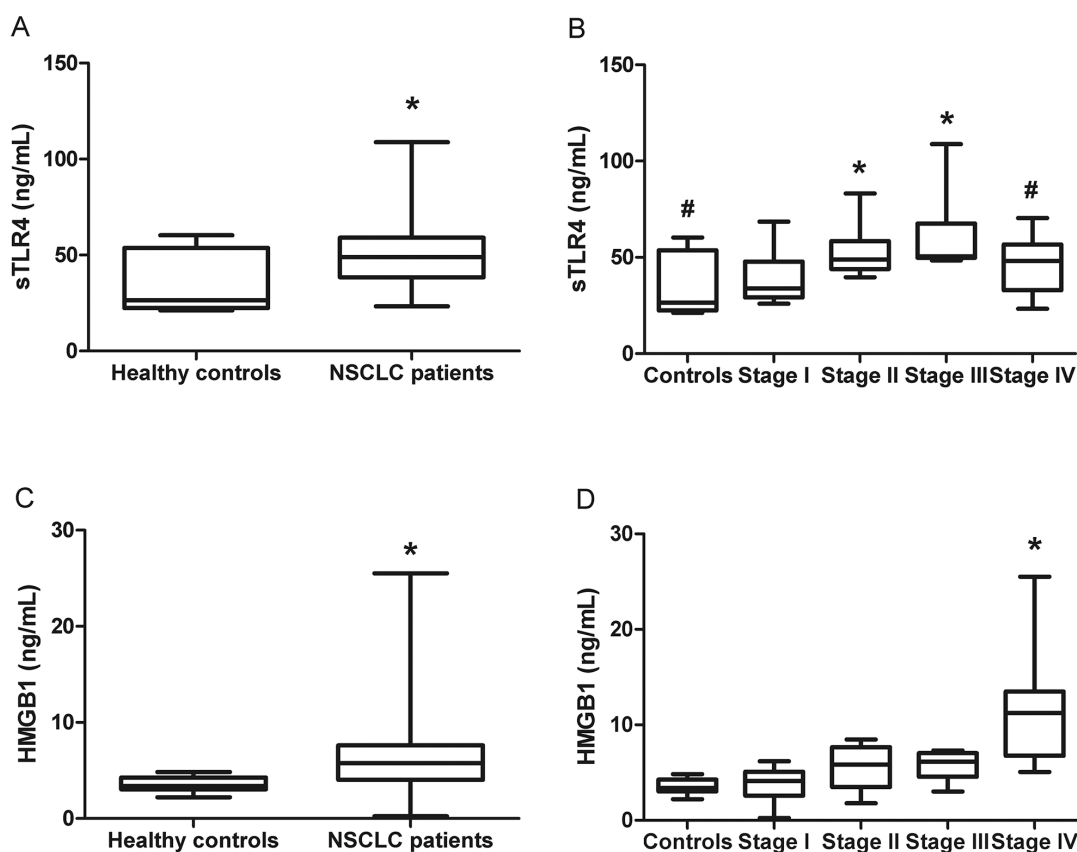 A
150
100
50
0
sTLR4 (ng/mL)
*
Healthy controls NSCLC patients
B
150
100
50
0
sTLR4 (ng/mL)
# * * #
Controls Stage I Stage II Stage III Stage IV
C
30
20
10
0
HMGB1 (ng/mL)
*
Healthy controls NSCLC patients
D
30
20
10
0
HMGB1 (ng/mL)
*
Controls Stage I Stage II Stage III Stage IV